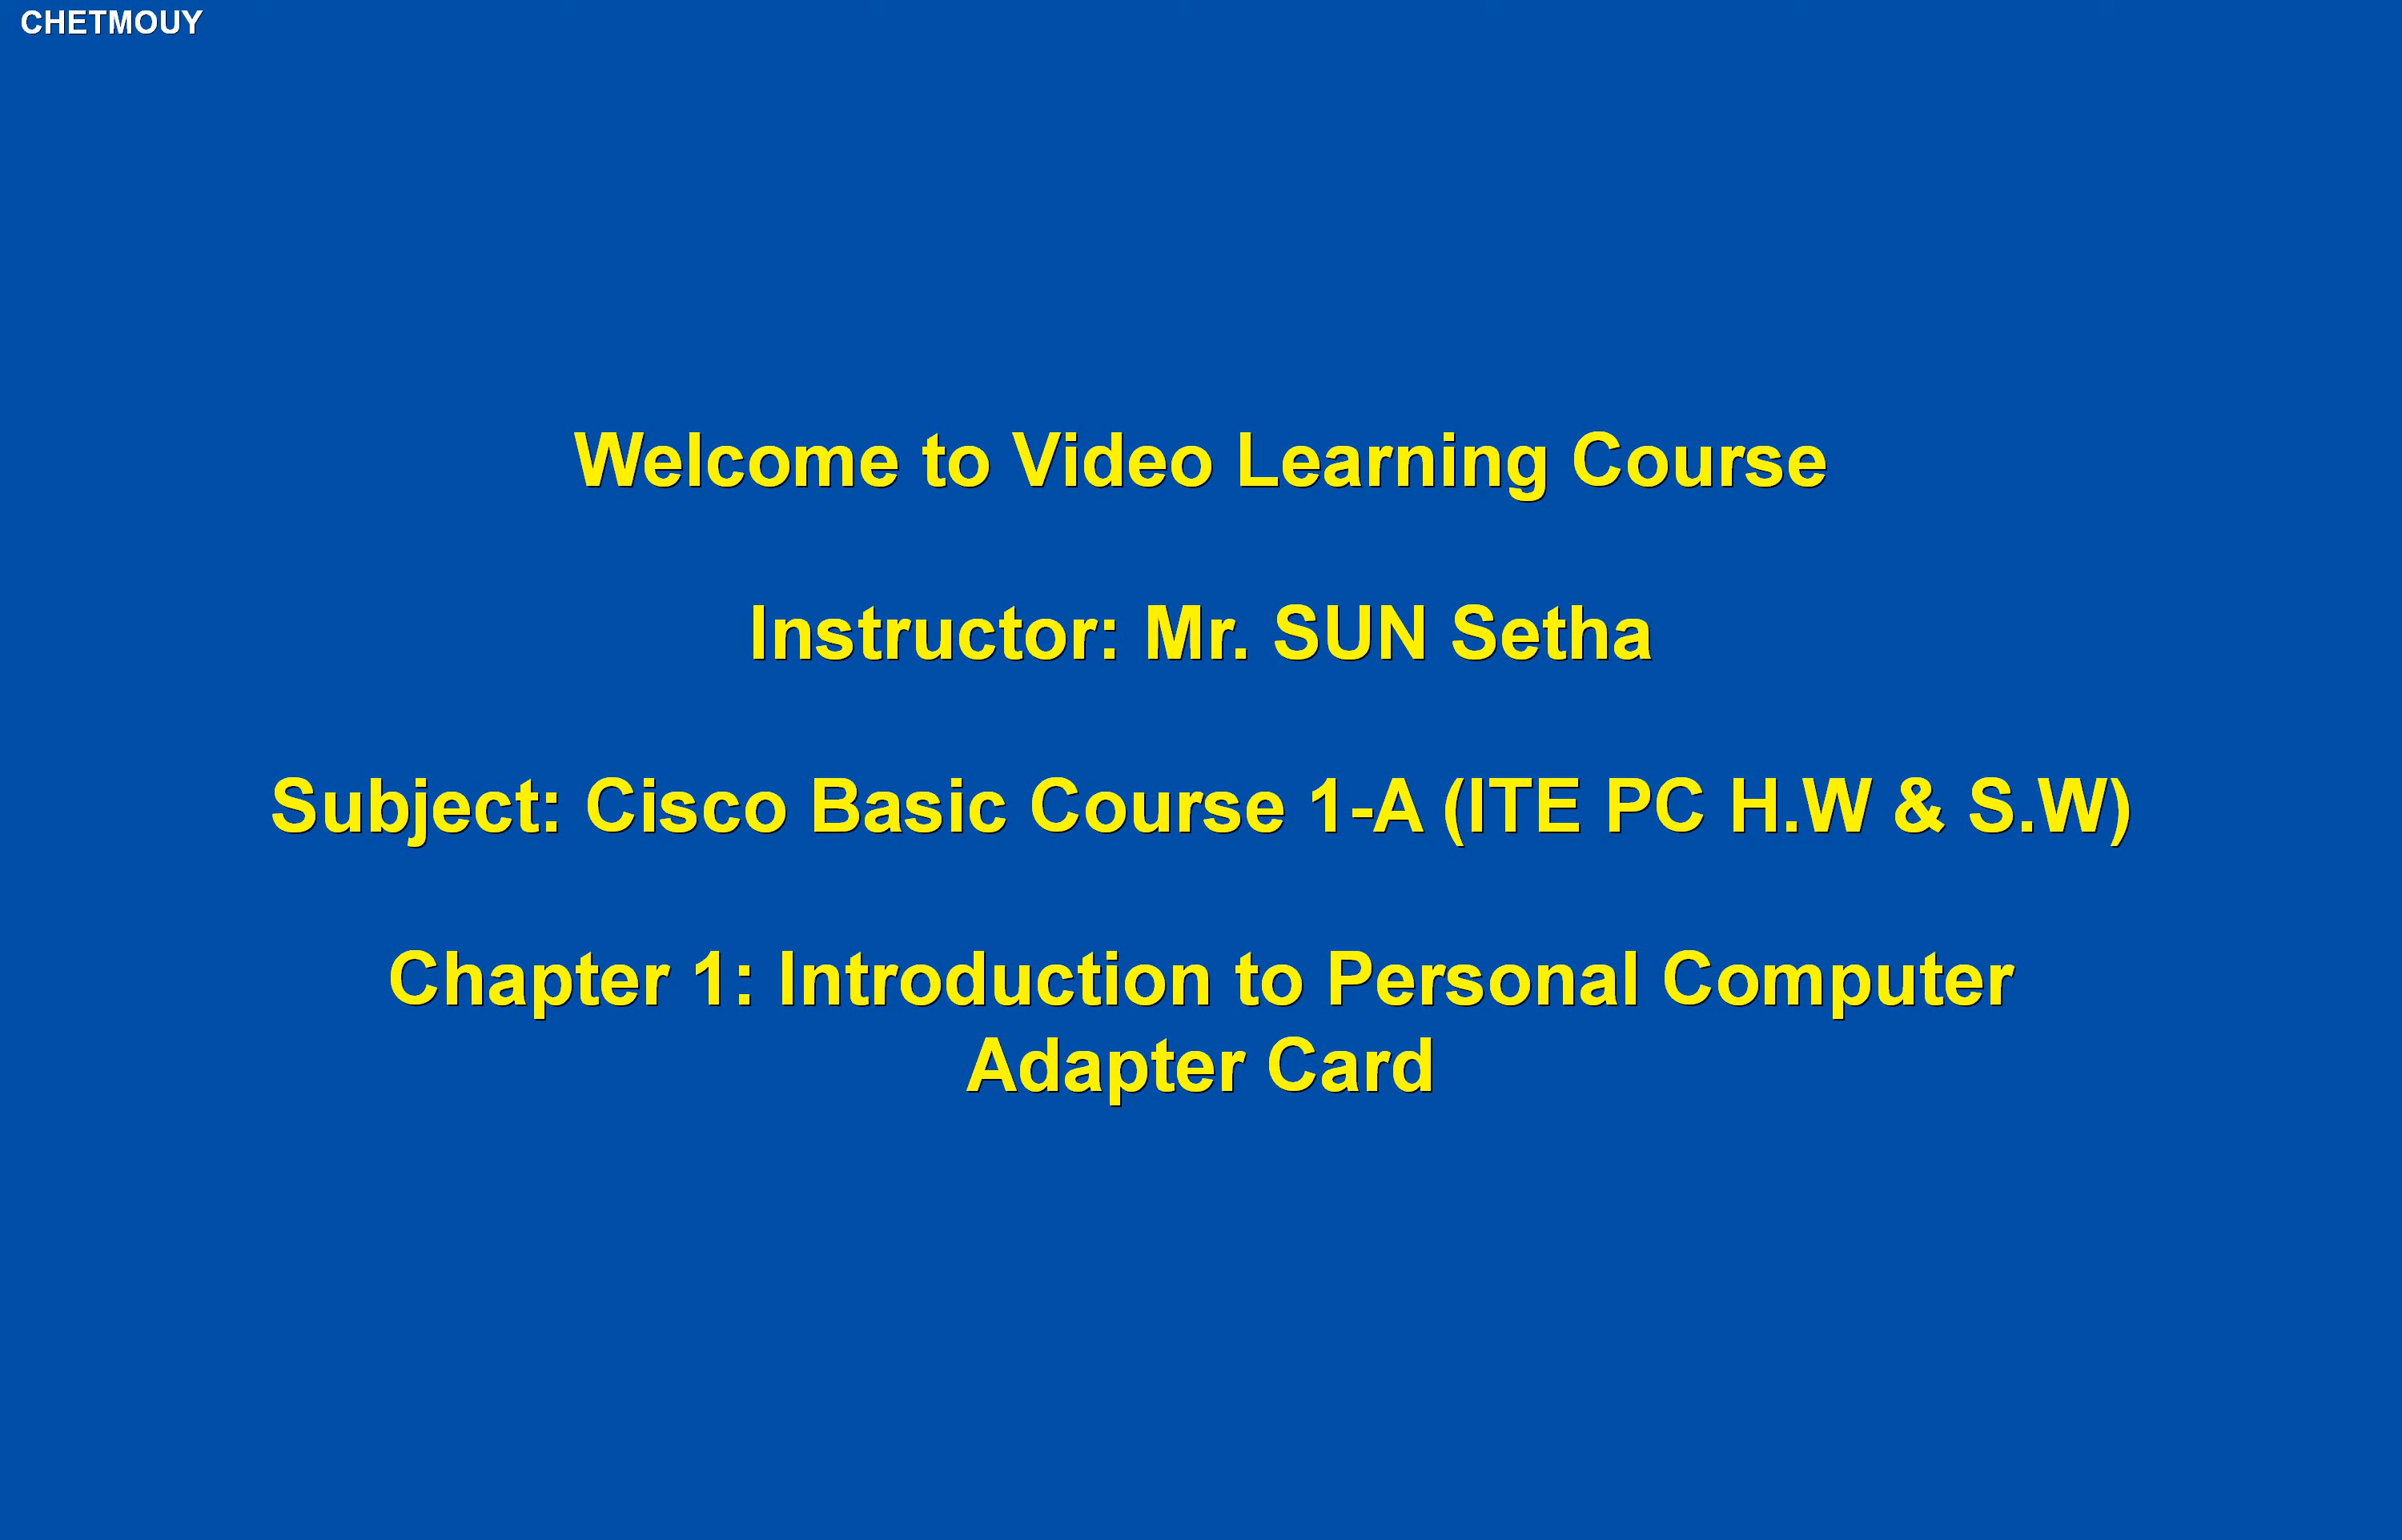 CHETMOUY
Welcome to Video Learning Course
Instructor: Mr. SUN Setha
Subject: Cisco Basic Course 1-A (ITE PC H.W & S.W)
Chapter 1: Introduction to Personal Computer
Adapter Card